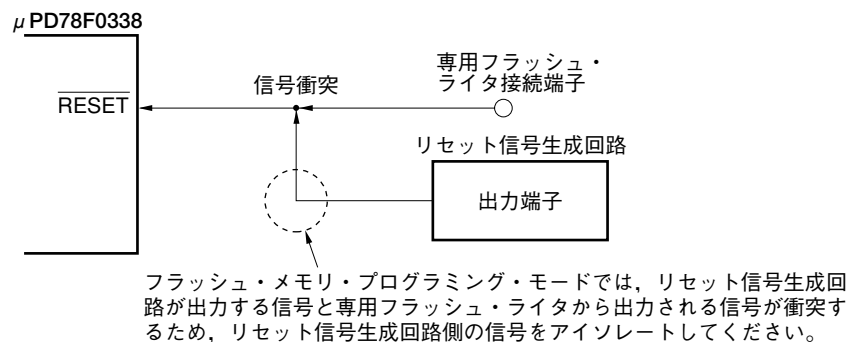 μPD78F0338
専用フラッシュ・
ライタ接続端子
信号衝突
RESET
リセット信号生成回路
出力端子
フラッシュ・メモリ・プログラミング・モードでは，リセット信号生成回
路が出力する信号と専用フラッシュ・ライタから出力される信号が衝突す
るため，リセット信号生成回路側の信号をアイソレートしてください。